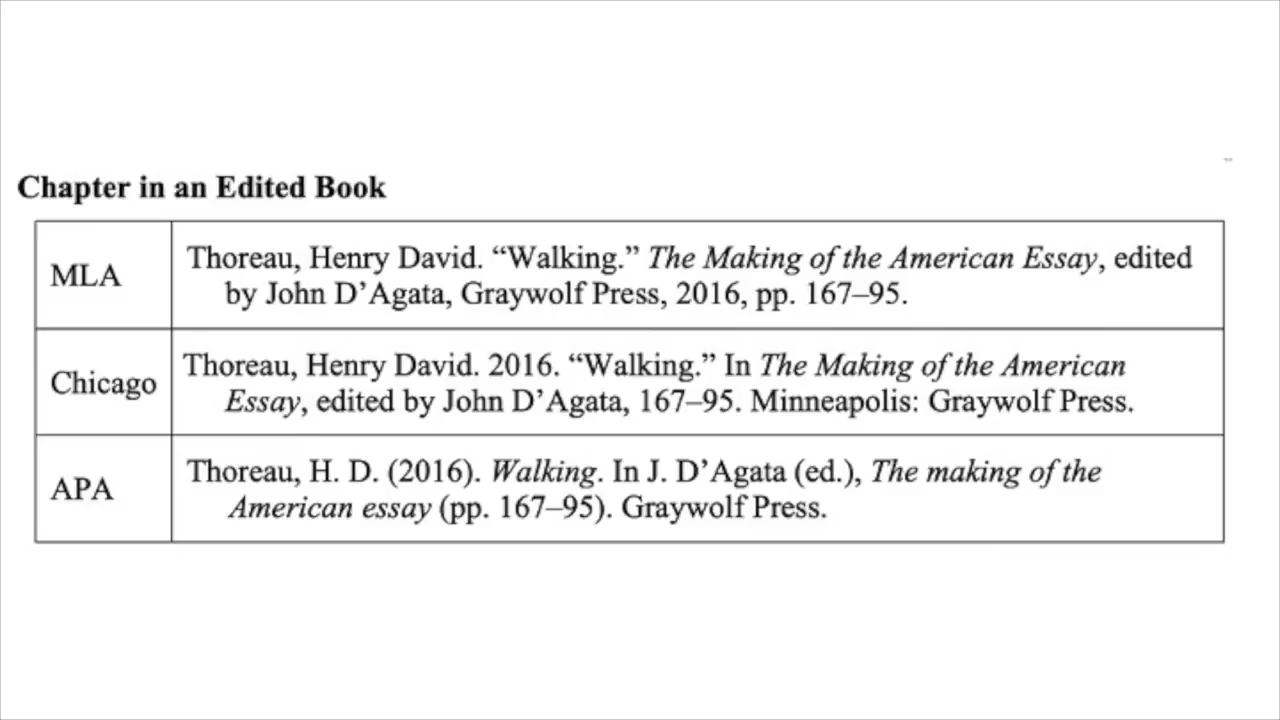 Chapter in an Edited Book
MLA
Thoreau, Henry David. “Walking.” The Making of the American Essay, edited
by John D’Agata, Graywolf Press, 2016, pp. 167–95.
Chicago
Thoreau, Henry David. 2016. “Walking.” In The Making of the American
Essay, edited by John D’Agata, 167–95. Minneapolis: Graywolf Press.
APA
Thoreau, H. D. (2016). Walking. In J. D’Agata (ed.), The making of the
American essay (pp. 167–95). Graywolf Press.